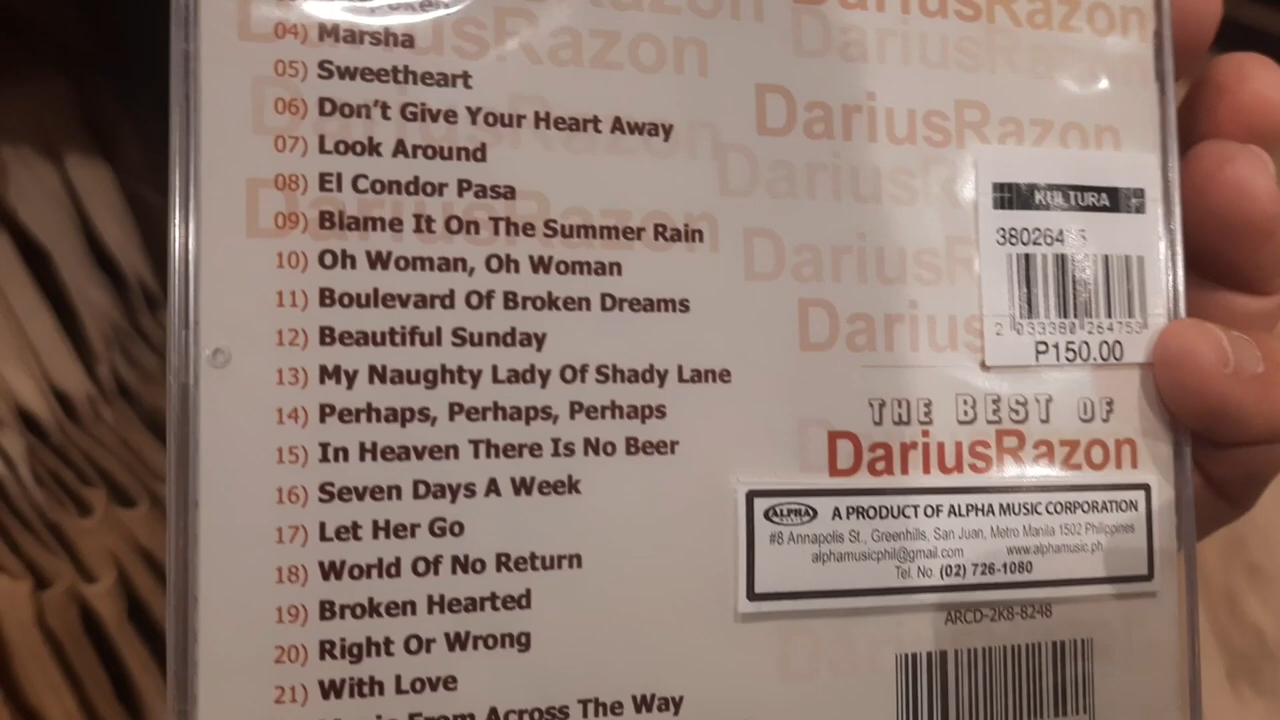 04) Marsha
05) Sweetheart
06) Don't Give Your Heart Away
07) Look Around
08) El Condor Pasa
09) Blame It On The Summer Rain
10) Oh Woman, Oh Woman
11) Boulevard Of Broken Dreams
12) Beautiful Sunday
13) My Naughty Lady Of Shady Lane
14) Perhaps, Perhaps, Perhaps
15) In Heaven There Is No Beer
16) Seven Days A Week
17) Let Her Go
18) World Of No Return
19) Broken Hearted
20) Right Or Wrong
21) With Love
From Across The Way
DariusRazon
DariusRazon
DariusRazon
DariusRazon
KULTURA
2 033380 264753
P150.00
THE BEST OF
DariusRazon
ALPHA
A PRODUCT OF ALPHA MUSIC CORPORATION
#8 Annapolis St., Greenhills, San Juan, Metro Manila 1502 Philippines
alphamusicphil@gmail.com www.alphamusic.ph
Tel. No. (02) 726-1080
ARCD-2K8-8248